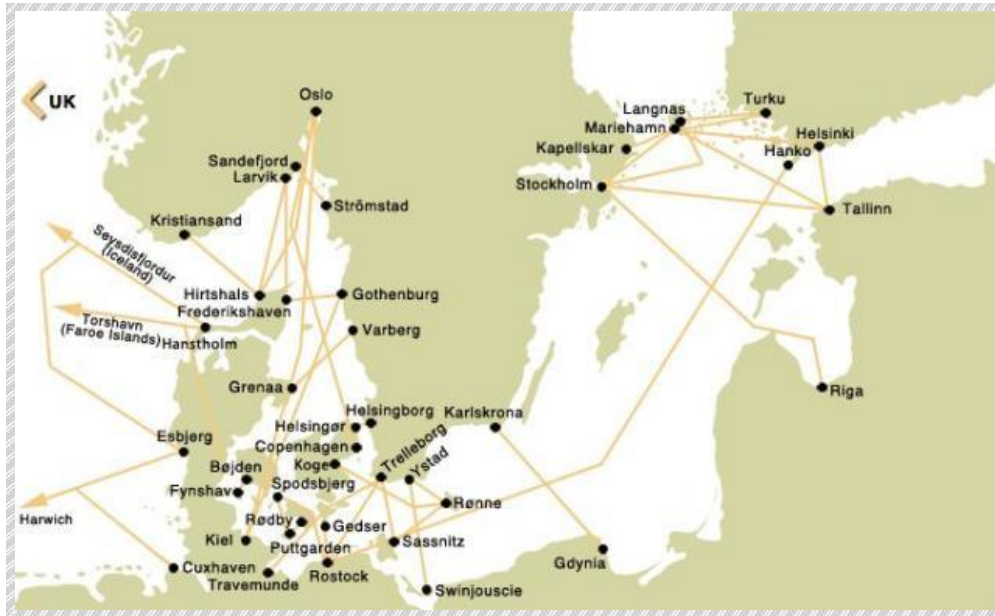 UK
Oslo
Langnas
Turku
Mariehamn
Helsinki
Kapellskar
Hanko
Sandefjord
Larvik
Stockholm
Strömstad
Tallinn
Kristiansand
Seysdisfjordur
(Iceland)
Hirtshals
Gothenburg
Frederikshaven
Torshavn
(Faroe Islands)
Hanstholm
Varberg
Grenaa
Riga
Helsingborg
Karlskrona
Helsingør
Trelleborg
Esbjerg
Copenhagen
Ystad
Bøjden
Koge
Fynshav
Spodsbjerg
Rønne
Harwich
Rødby
Gedser
Kiel
Puttgarden
Sassnitz
Gdynia
Cuxhaven
Rostock
Travemunde
Swinjouscie